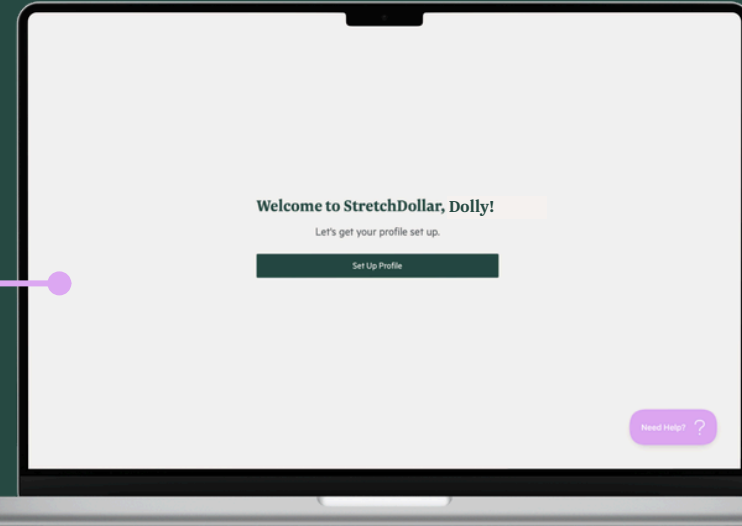 Welcome to StretchDollar, Dolly!
Let's get your profile set up.
Set Up Profile
Need Help? ?